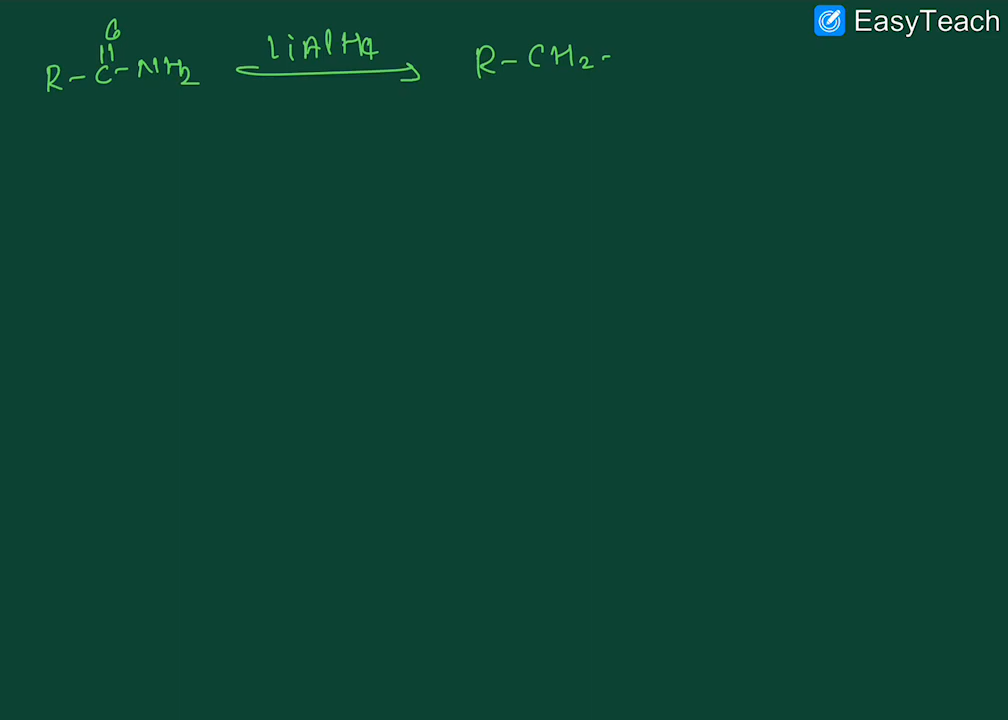 EasyTeach
O
||
R - C - NH2 LiAlH4 → R - CH2 -